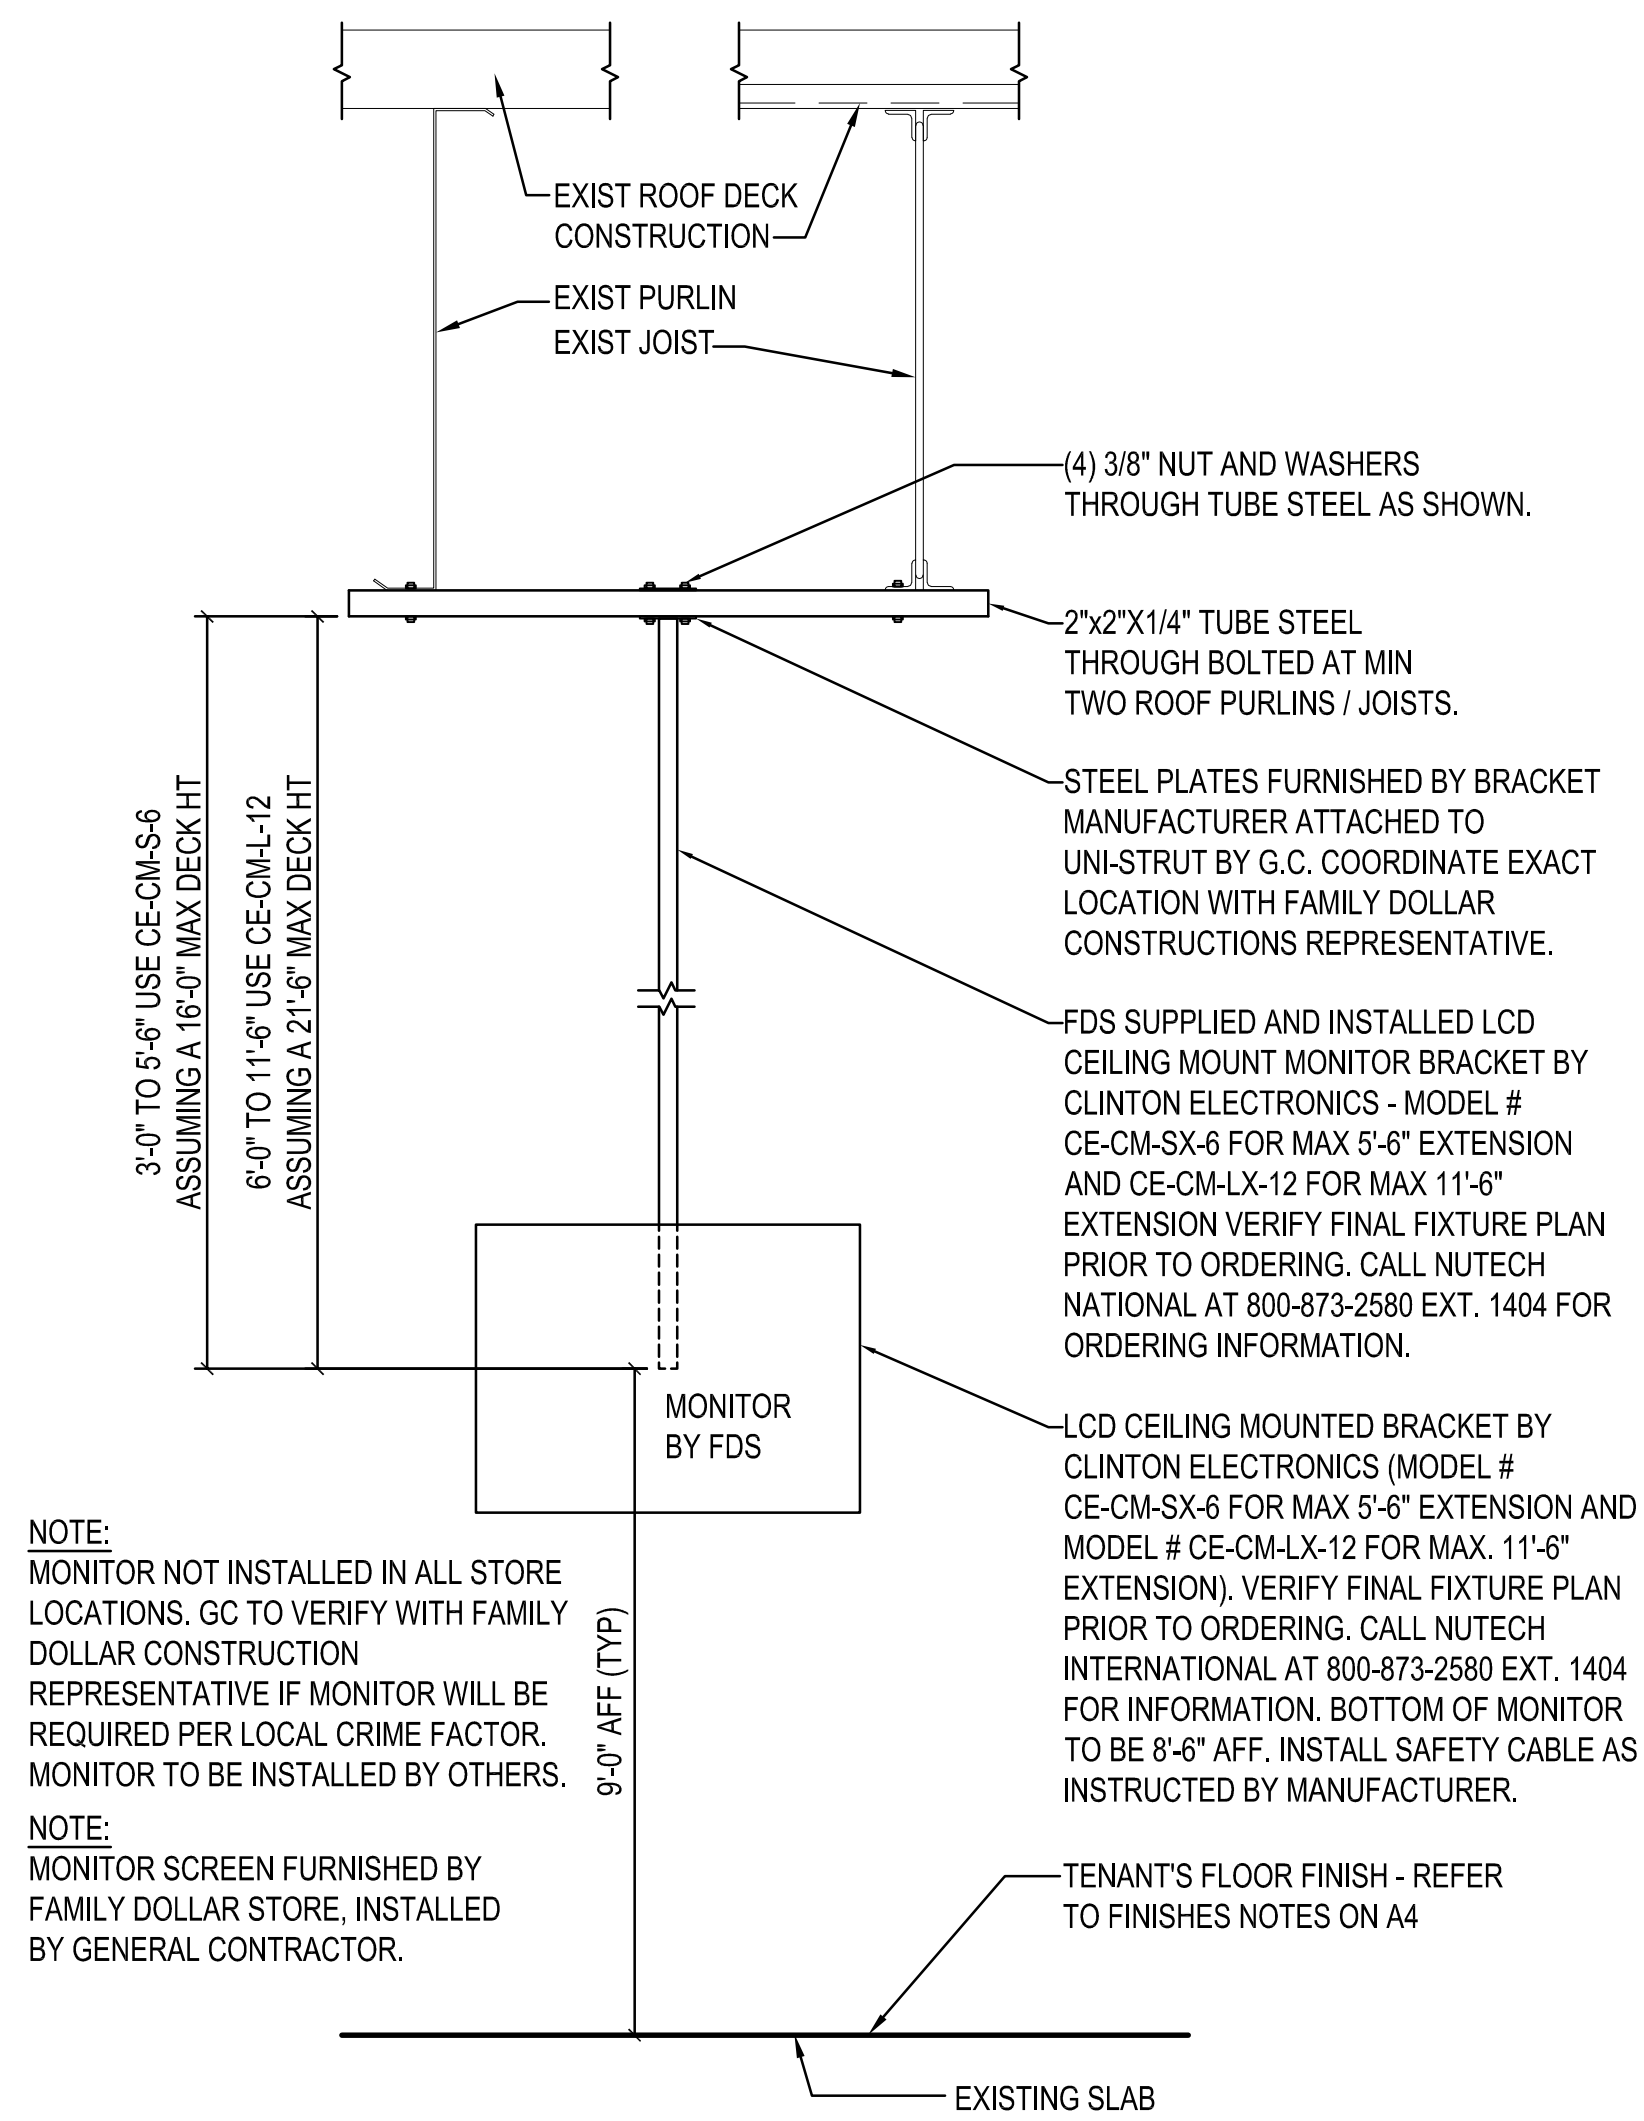 EXIST ROOF DECK
CONSTRUCTION
EXIST PURLIN
EXIST JOIST
(4) 3/8" NUT AND WASHERS
THROUGH TUBE STEEL AS SHOWN.
2"x2"X1/4" TUBE STEEL
THROUGH BOLTED AT MIN
TWO ROOF PURLINS / JOISTS.
STEEL PLATES FURNISHED BY BRACKET
MANUFACTURER ATTACHED TO
UNI-STRUT BY G.C. COORDINATE EXACT
LOCATION WITH FAMILY DOLLAR
CONSTRUCTIONS REPRESENTATIVE.
3'-0" TO 5'-6" USE CE-CM-S-6
ASSUMING A 16'-0" MAX DECK HT
6'-0" TO 11'-6" USE CE-CM-L-12
ASSUMING A 21'-6" MAX DECK HT
FDS SUPPLIED AND INSTALLED LCD
CEILING MOUNT MONITOR BRACKET BY
CLINTON ELECTRONICS - MODEL #
CE-CM-SX-6 FOR MAX 5'-6" EXTENSION
AND CE-CM-LX-12 FOR MAX 11'-6"
EXTENSION VERIFY FINAL FIXTURE PLAN
PRIOR TO ORDERING. CALL NUTECH
NATIONAL AT 800-873-2580 EXT. 1404 FOR
ORDERING INFORMATION.
MONITOR
BY FDS
LCD CEILING MOUNTED BRACKET BY
CLINTON ELECTRONICS (MODEL #
CE-CM-SX-6 FOR MAX 5'-6" EXTENSION AND
MODEL # CE-CM-LX-12 FOR MAX. 11'-6"
EXTENSION). VERIFY FINAL FIXTURE PLAN
PRIOR TO ORDERING. CALL NUTECH
INTERNATIONAL AT 800-873-2580 EXT. 1404
FOR INFORMATION. BOTTOM OF MONITOR
TO BE 8'-6" AFF. INSTALL SAFETY CABLE AS
INSTRUCTED BY MANUFACTURER.
NOTE:
MONITOR NOT INSTALLED IN ALL STORE
LOCATIONS. GC TO VERIFY WITH FAMILY
DOLLAR CONSTRUCTION
REPRESENTATIVE IF MONITOR WILL BE
REQUIRED PER LOCAL CRIME FACTOR.
MONITOR TO BE INSTALLED BY OTHERS.
NOTE:
MONITOR SCREEN FURNISHED BY
FAMILY DOLLAR STORE, INSTALLED
BY GENERAL CONTRACTOR.
9'-0" AFF (TYP)
TENANT'S FLOOR FINISH - REFER
TO FINISHES NOTES ON A4
EXISTING SLAB